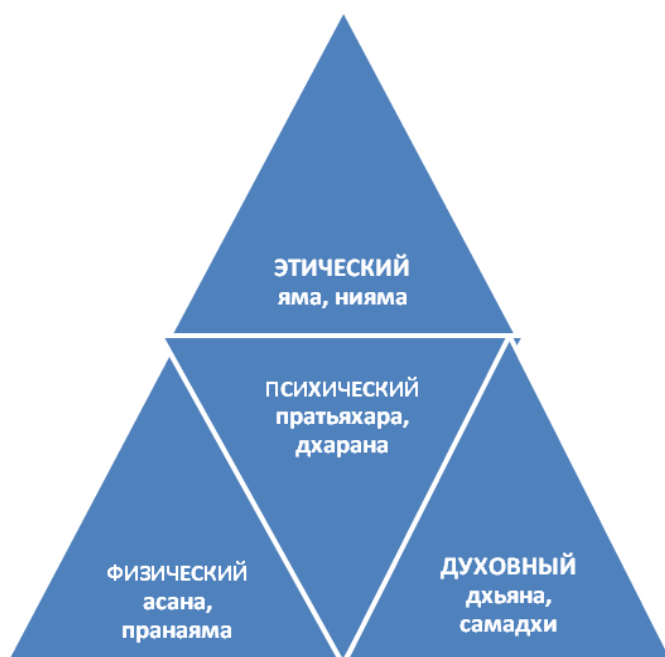 ЭТИЧЕСКИЙ
яма, нияма
ПСИХИЧЕСКИЙ
пратьяхара,
дхарана
ФИЗИЧЕСКИЙ
асана,
пранаяма
ДУХОВНЫЙ
дхьяна,
самадхи